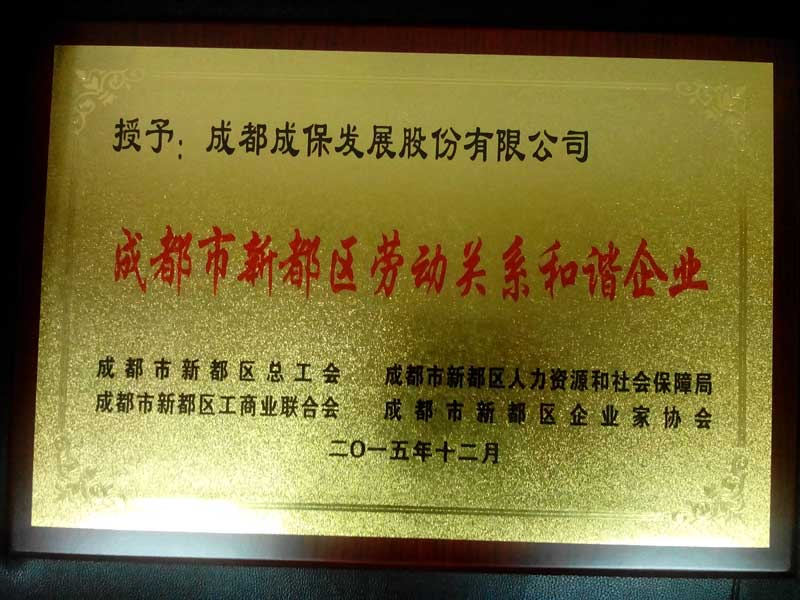 授予：成都成保发展股份有限公司
成都市新都区劳动关系和谐企业
成都市新都区总工会 成都市新都区人力资源和社会保障局
成都市新都区工商业联合会 成都市新都区企业家协会
二〇一五年十二月